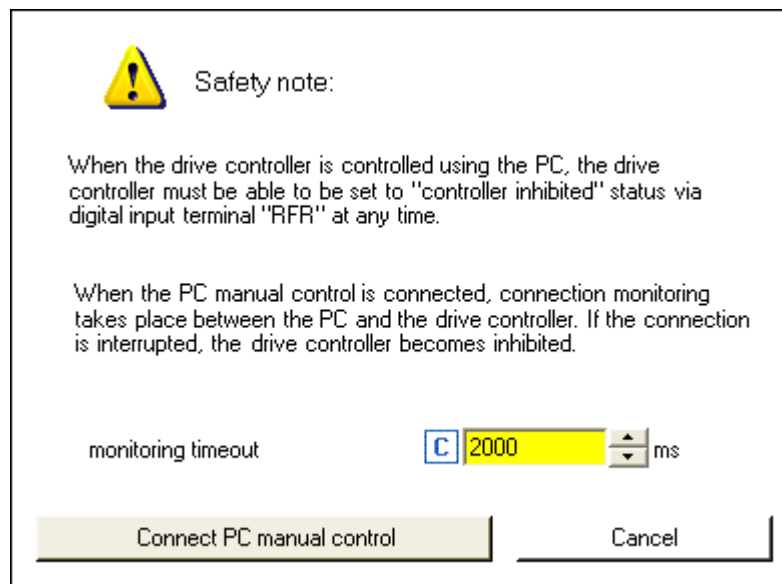 Safety note:
When the drive controller is controlled using the PC, the drive
controller must be able to be set to "controller inhibited" status via
digital input terminal "RFR" at any time.
When the PC manual control is connected, connection monitoring
takes place between the PC and the drive controller. If the connection
is interrupted, the drive controller becomes inhibited.
monitoring timeout C 2000 ms
Connect PC manual control Cancel